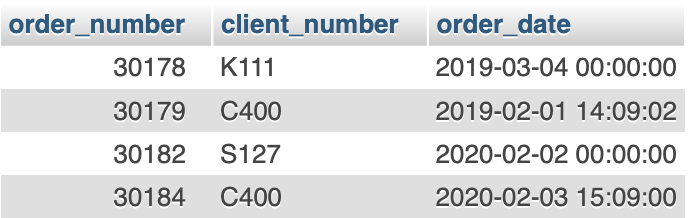 order_number client_number order_date
30178 K111 2019-03-04 00:00:00
30179 C400 2019-02-01 14:09:02
30182 S127 2020-02-02 00:00:00
30184 C400 2020-02-03 15:09:00